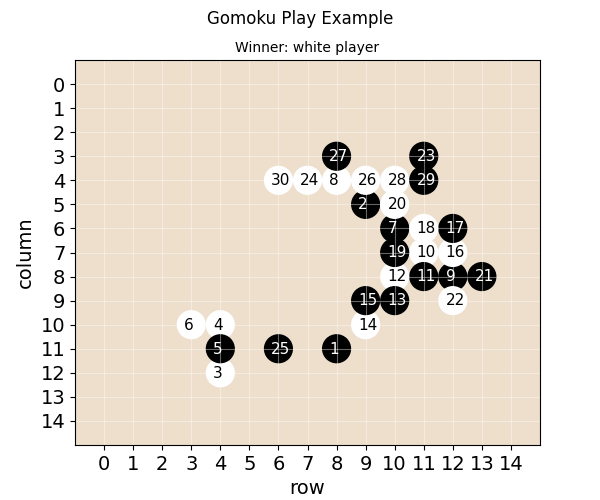 Gomoku Play Example
Winner: white player
0
1
2
3 27 23
4 30 24 8 26 28 29
5 2 20
6 7 18 17
7 19 10 16
8 12 11 9 21
9 15 13 22
10 6 4 14
11 5 25 1
12 3
13
14
column
0 1 2 3 4 5 6 7 8 9 10 11 12 13 14
row